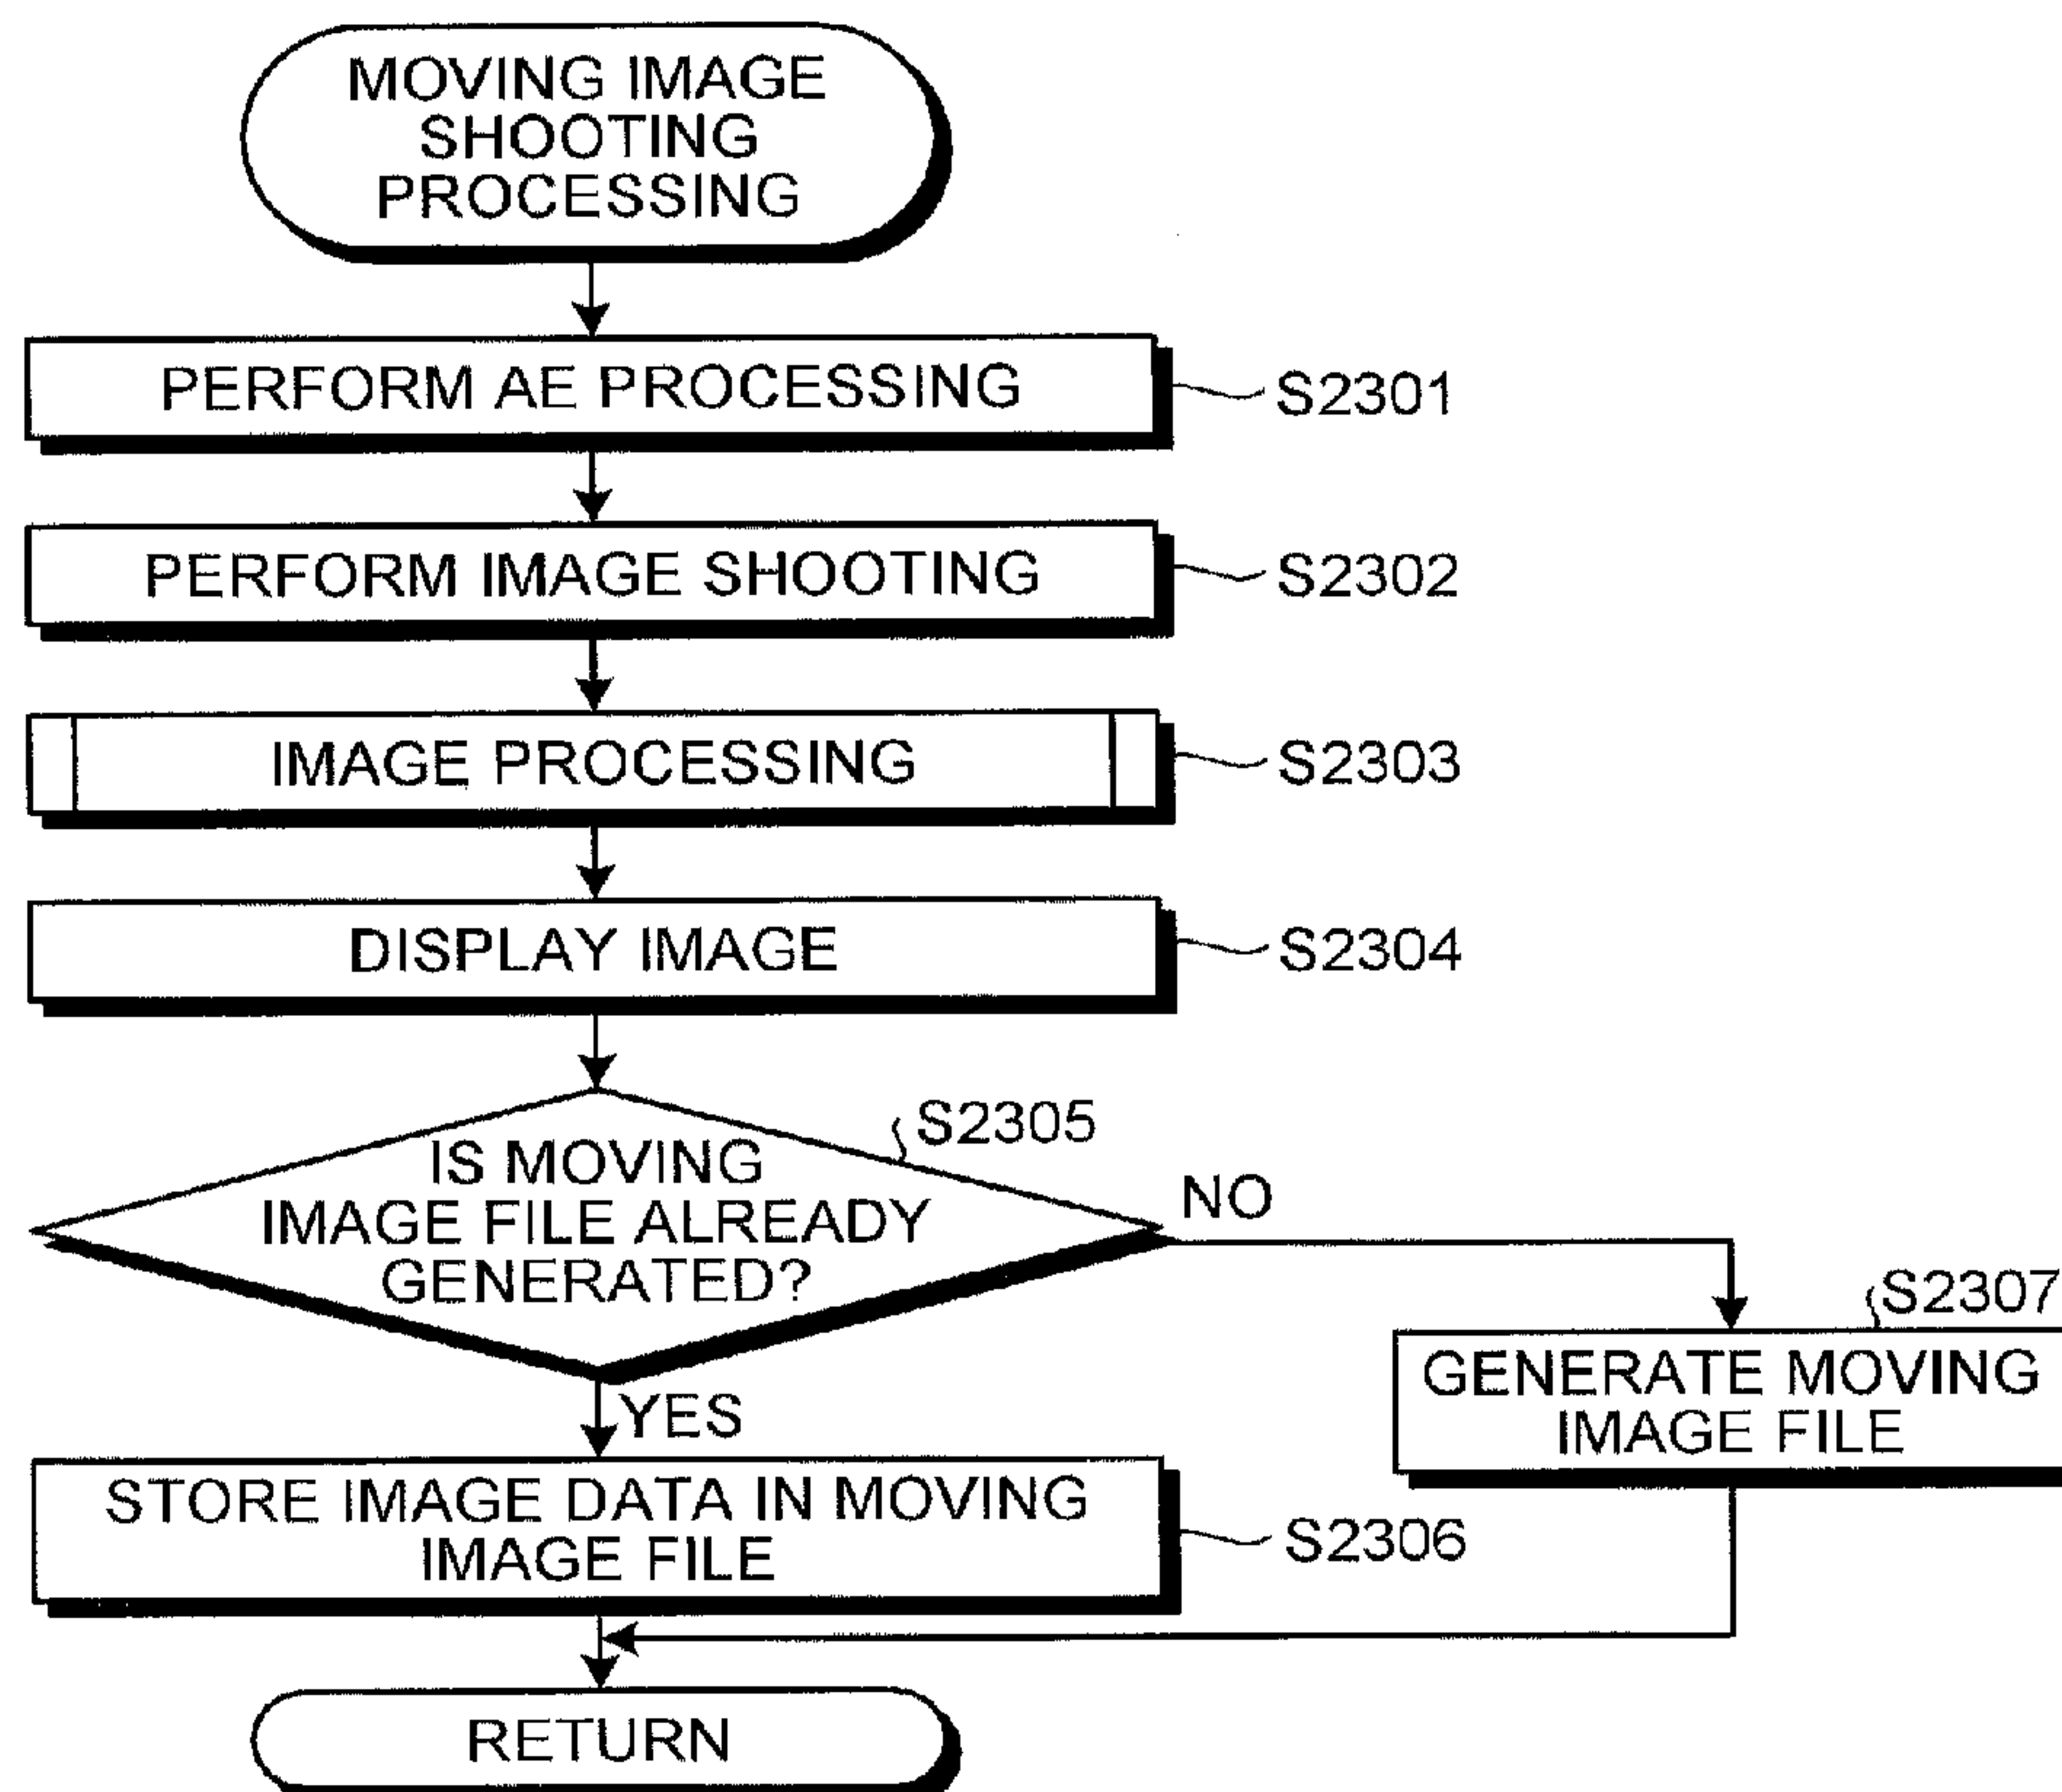 MOVING IMAGE
SHOOTING
PROCESSING
PERFORM AE PROCESSING
S2301
PERFORM IMAGE SHOOTING
S2302
IMAGE PROCESSING
S2303
DISPLAY IMAGE
S2304
S2305
IS MOVING
IMAGE FILE ALREADY
GENERATED?
NO
S2307
GENERATE MOVING
IMAGE FILE
YES
STORE IMAGE DATA IN MOVING
IMAGE FILE
S2306
RETURN